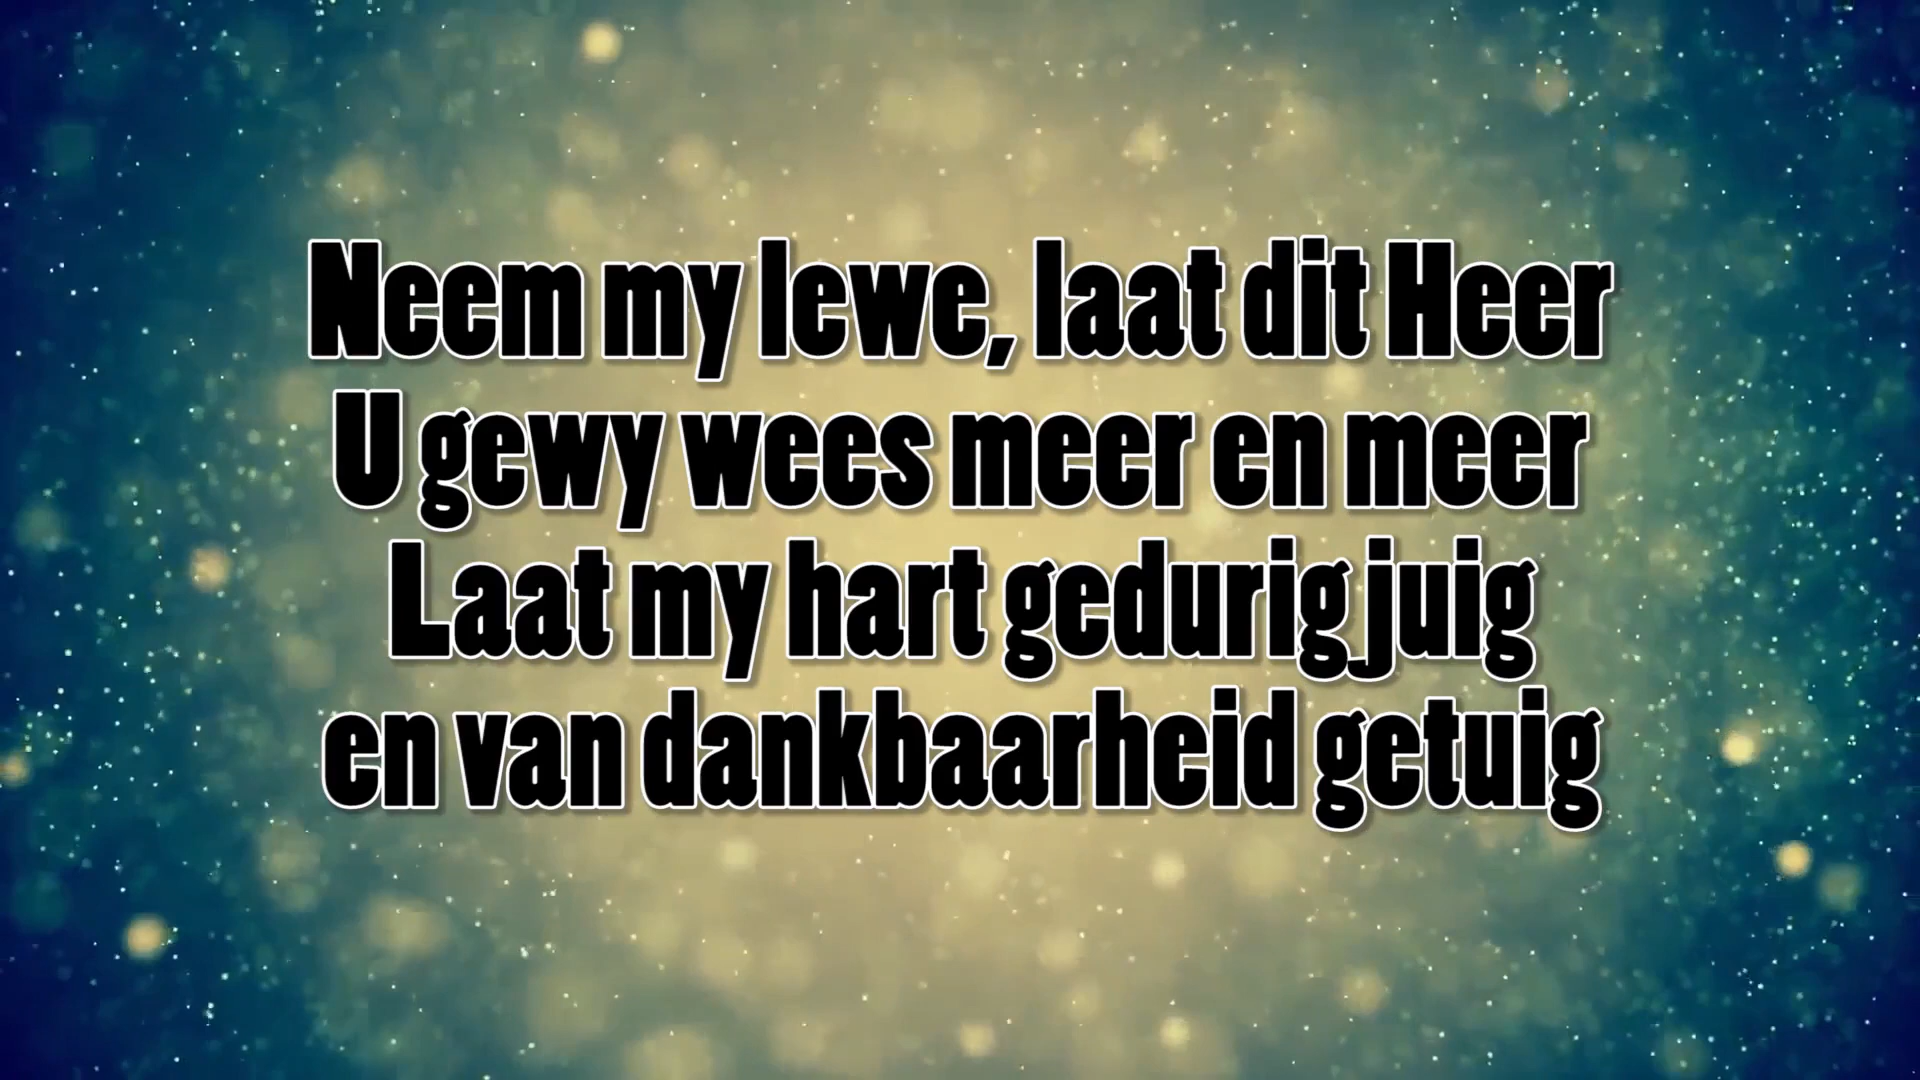 Neem my lewe, laat dit Heer
U gewy wees meer en meer
Laat my hart gedurig juig
en van dankbaarheid getuig